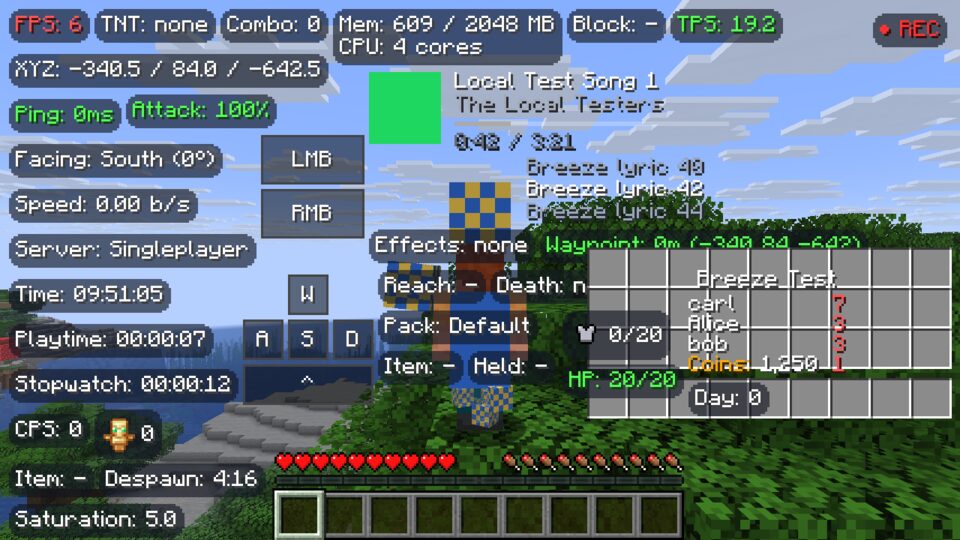 FPS: 6
TNT: none
Combo: 0
Mem: 609 / 2048 MB
CPU: 4 cores
Block: -
TPS: 19.2
• REC
XYZ: -340.5 / 84.0 / -642.5
Local Test Song 1
The Local Testers
0:42 / 3:21
Ping: 0ms
Attack: 100%
Facing: South (0°)
LMB
Breeze lyric 40
Breeze lyric 42
Breeze lyric 44
Speed: 0.00 b/s
RMB
Server: Singleplayer
Effects: none
Waypoint: 0m (-340 84 -642)
Time: 09:51:05
W
Reach: -
Death: n
Breeze Test
carl 7
Alice 3
bob 3
Coins: 1,250 1
Playtime: 00:00:07
A
S
D
Pack: Default
0/20
Stopwatch: 00:00:12
^
Item: -
Held: -
HP: 20/20
Day: 0
CPS: 0
0
Item: -
Despawn: 4:16
Saturation: 5.0